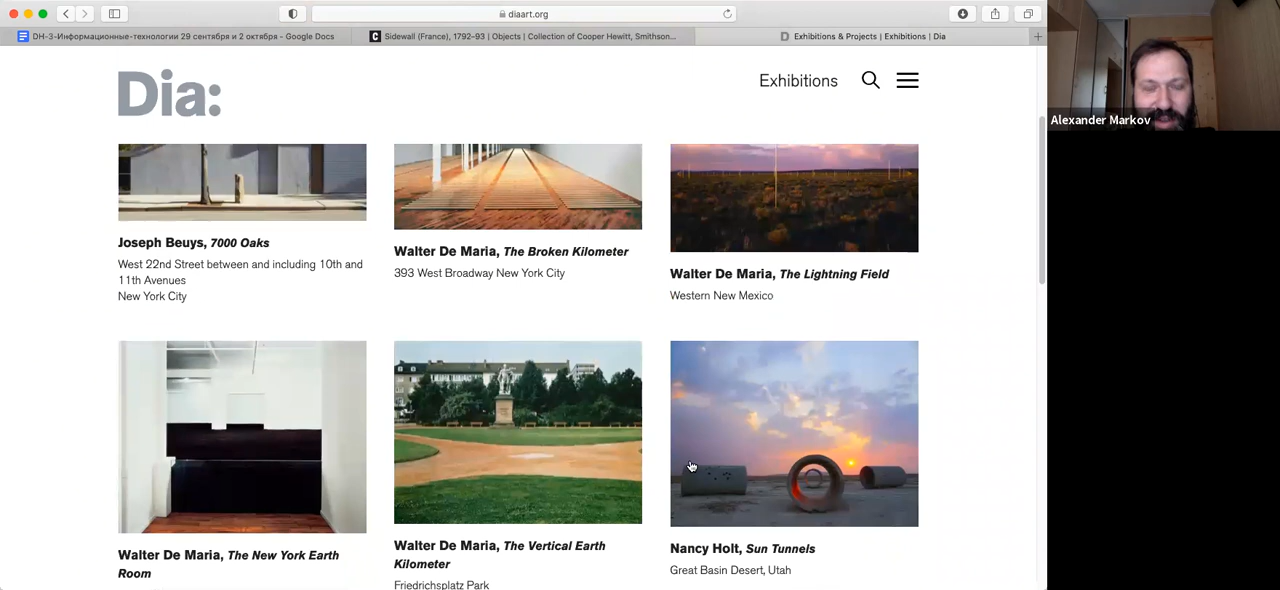 diaart.org
DH-3-Информационные-технологии 29 сентября и 2 октября - Google Docs
Sidewall (France), 1792–93 | Objects | Collection of Cooper Hewitt, Smithson...
Exhibitions & Projects | Exhibitions | Dia
Dia:
Exhibitions
Alexander Markov
Joseph Beuys, 7000 Oaks
West 22nd Street between and including 10th and
11th Avenues
New York City
Walter De Maria, The Broken Kilometer
393 West Broadway New York City
Walter De Maria, The Lightning Field
Western New Mexico
Walter De Maria, The New York Earth
Room
Walter De Maria, The Vertical Earth
Kilometer
Friedrichsplatz Park
Nancy Holt, Sun Tunnels
Great Basin Desert, Utah